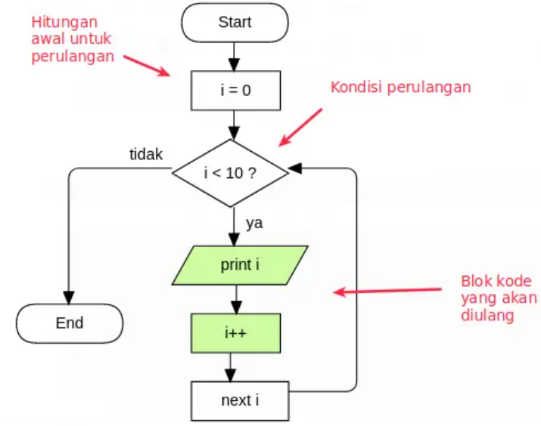 Hitungan
awal untuk
perulangan
Start
i = 0
Kondisi perulangan
tidak
i < 10 ?
ya
print i
Blok kode
yang akan
diulang
End
i++
next i